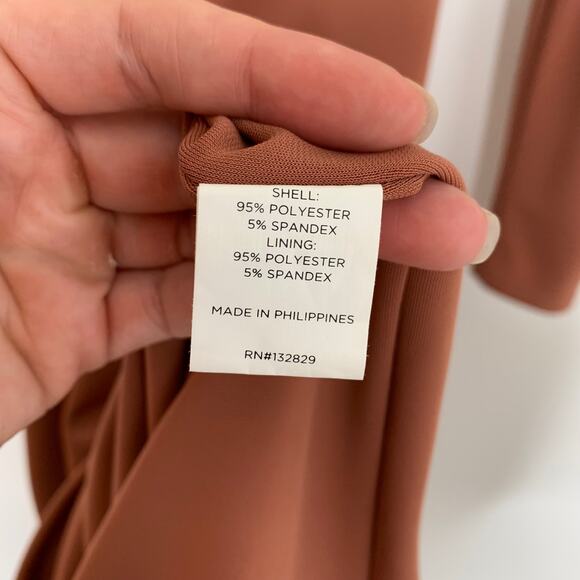 SHELL:
95% POLYESTER
5% SPANDEX
LINING:
95% POLYESTER
5% SPANDEX
MADE IN PHILIPPINES
RN#132829